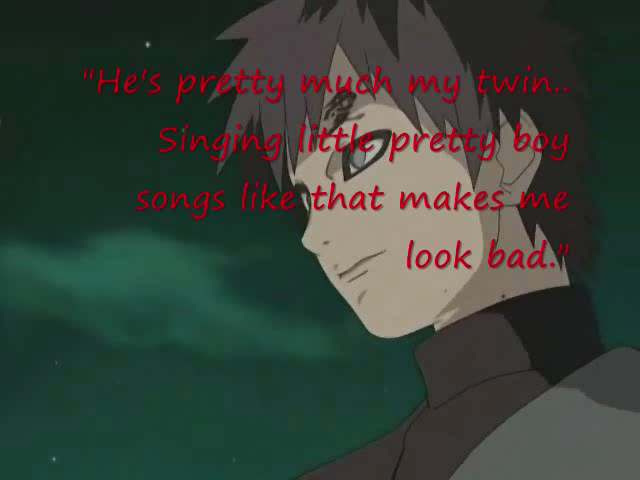 "He's pretty much my twin..
Singing little pretty boy
songs like that makes me
look bad."